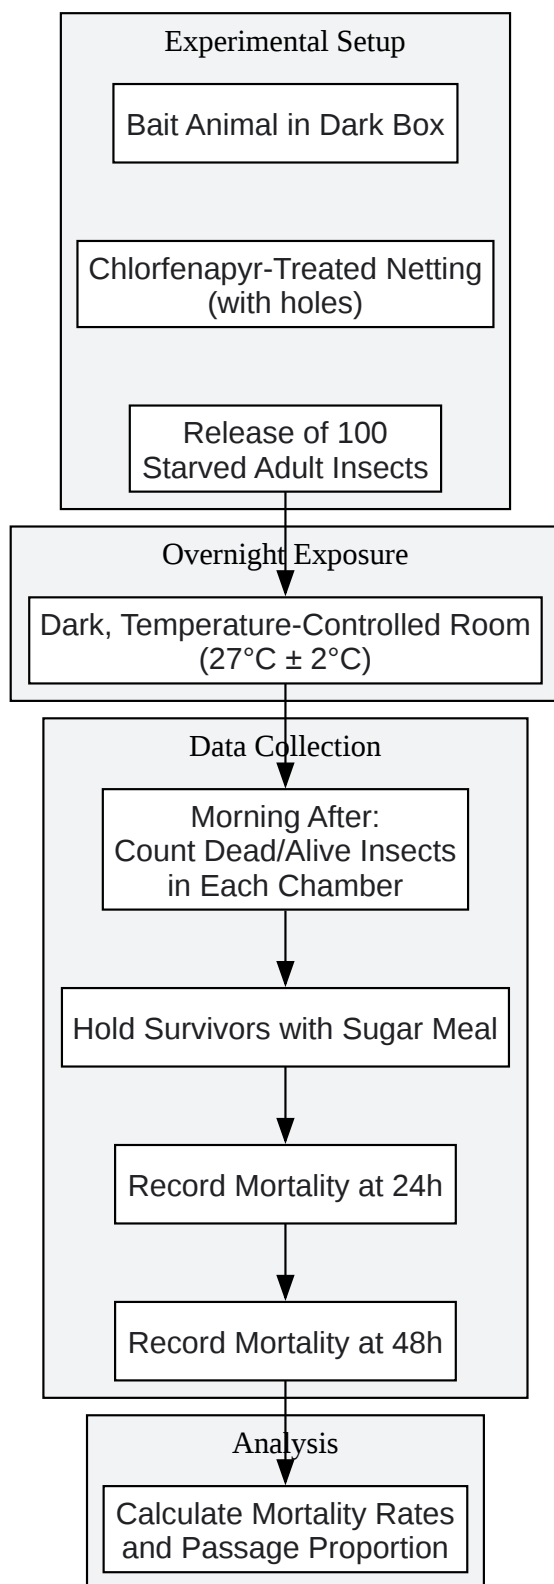 Experimental Setup
Bait Animal in Dark Box
Chlorfenapyr-Treated Netting
(with holes)
Release of 100
Starved Adult Insects
Overnight Exposure
Dark, Temperature-Controlled Room
(27°C ± 2°C)
Data Collection
Morning After:
Count Dead/Alive Insects
in Each Chamber
Hold Survivors with Sugar Meal
Record Mortality at 24h
Record Mortality at 48h
Analysis
Calculate Mortality Rates
and Passage Proportion